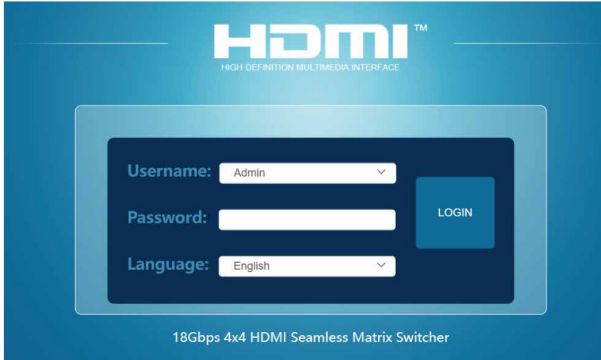 HDMI™
HIGH DEFINITION MULTIMEDIA INTERFACE
Username: Admin
Password:
LOGIN
Language: English
18Gbps 4x4 HDMI Seamless Matrix Switcher